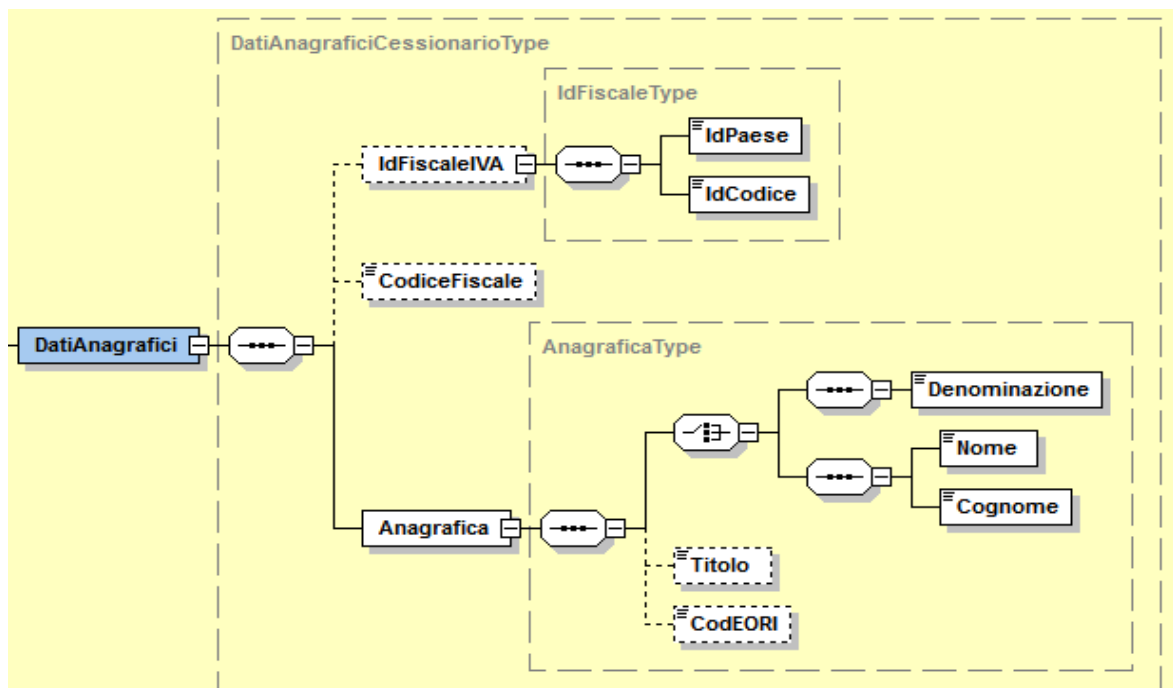 DatiAnagraficiCessionarioType
IdFiscaleType
IdPaese
IdFiscaleIVA
IdCodice
CodiceFiscale
DatiAnagrafici
AnagraficaType
Denominazione
Nome
Cognome
Anagrafica
Titolo
CodEORI